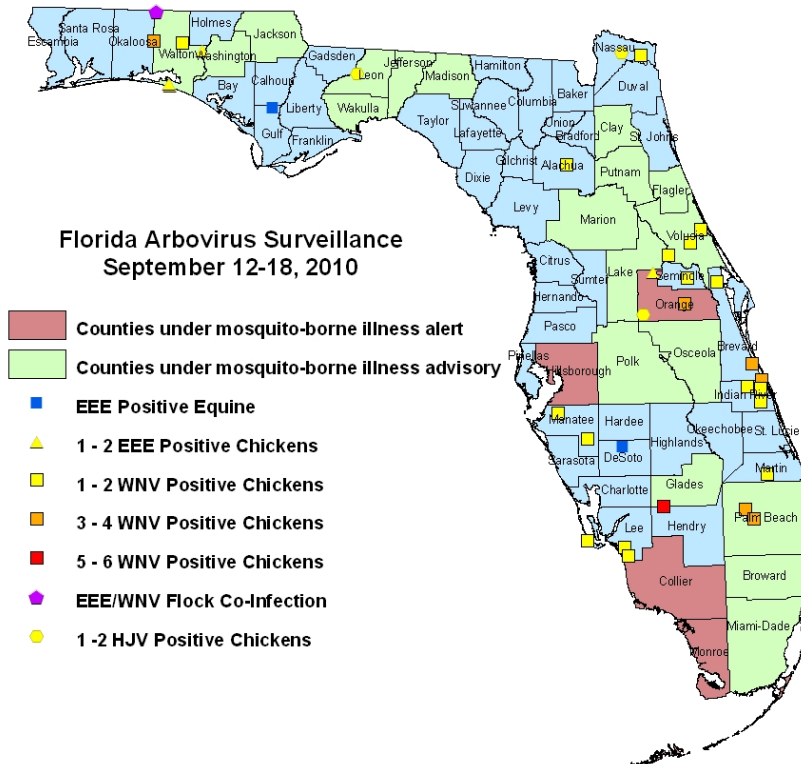 Santa Rosa
Escambia
Okaloosa
Walton
Holmes
Washington
Jackson
Bay
Calhoun
Gulf
Liberty
Franklin
Gadsden
Leon
Wakulla
Jefferson
Madison
Taylor
Hamilton
Suwannee
Lafayette
Columbia
Baker
Union
Bradford
Gilchrist
Dixie
Alachua
Levy
Nassau
Duval
Clay
St. Johns
Putnam
Flagler
Marion
Volusia
Florida Arbovirus Surveillance
September 12-18, 2010
Citrus
Sumter
Lake
Seminole
Hernando
Orange
Pasco
Pinellas
Hillsborough
Polk
Osceola
Brevard
Indian River
Counties under mosquito-borne illness alert
Counties under mosquito-borne illness advisory
EEE Positive Equine
1 - 2 EEE Positive Chickens
1 - 2 WNV Positive Chickens
3 - 4 WNV Positive Chickens
5 - 6 WNV Positive Chickens
EEE/WNV Flock Co-Infection
1 -2 HJV Positive Chickens
Manatee
Hardee
Highlands
Okeechobee
St. Lucie
Sarasota
DeSoto
Martin
Charlotte
Glades
Lee
Hendry
Palm Beach
Collier
Broward
Monroe
Miami-Dade